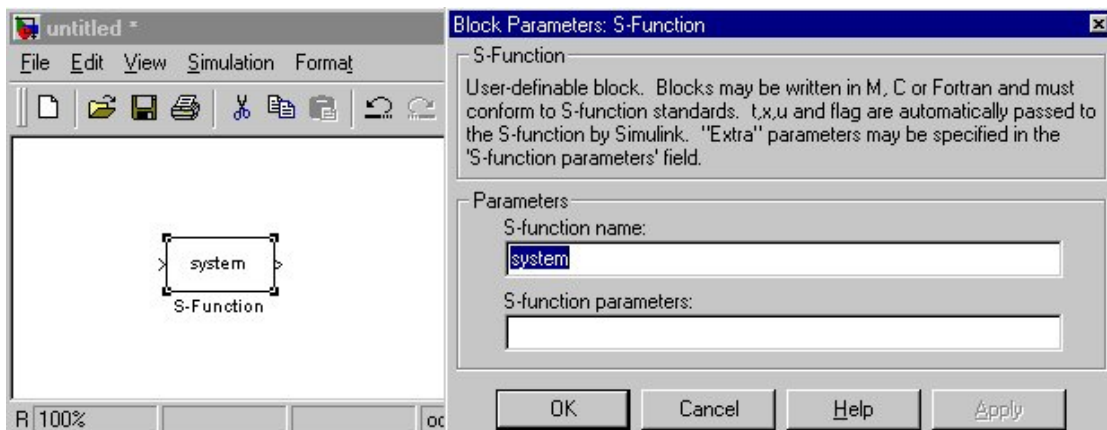 untitled *
File Edit View Simulation Format
system
S-Function
R 100%
Block Parameters: S-Function
S-Function
User-definable block. Blocks may be written in M, C or Fortran and must
conform to S-function standards. t,x,u and flag are automatically passed to
the S-function by Simulink. "Extra" parameters may be specified in the
'S-function parameters' field.
Parameters
S-function name:
system
S-function parameters:
OK Cancel Help Apply